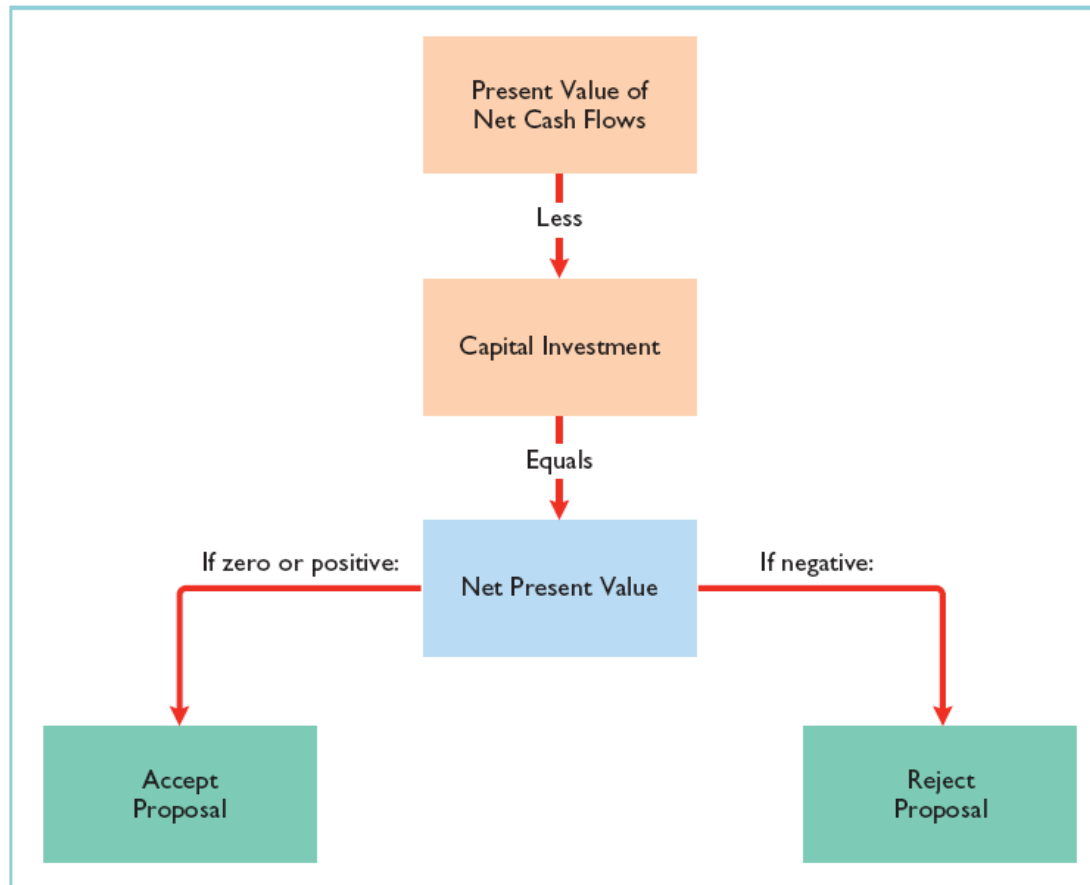 Present Value of
Net Cash Flows
Less
Capital Investment
Equals
If zero or positive:
Net Present Value
If negative:
Accept
Proposal
Reject
Proposal